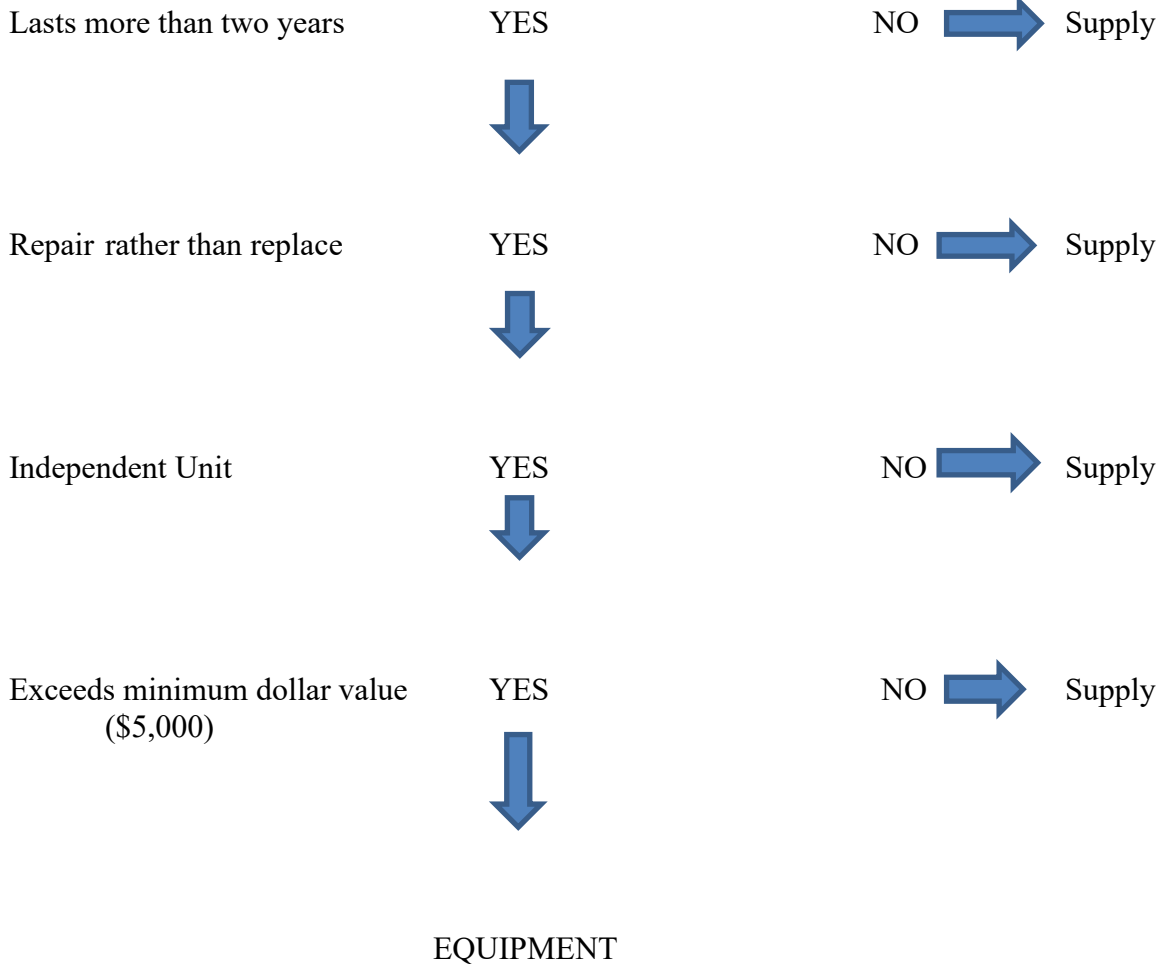 Lasts more than two years YES NO Supply
Repair rather than replace YES NO Supply
Independent Unit YES NO Supply
Exceeds minimum dollar value YES NO Supply
($5,000)
EQUIPMENT